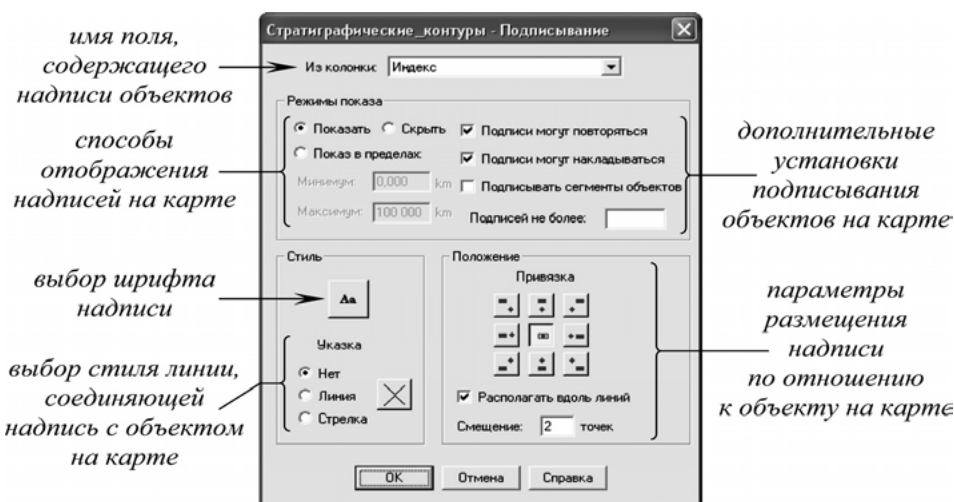 имя поля,
содержащего
надписи объектов
способы
отображения
надписей на карте
выбор шрифта
надписи
выбор стиля линии,
соединяющей
надпись с объектом
на карте
Стратиграфические_контуры - Подписывание
Из колонки: Индекс
Режимы показа
Показать Скрыть Подписи могут повторяться
Показ в пределах: Подписи могут накладываться
Минимум: 0,000 km Подписывать сегменты объектов
Максимум: 100 000 km Подписей не более:
Стиль
Aa
Указка
Нет
Линия
Стрелка
Положение
Привязка
Располагать вдоль линий
Смещение: 2 точек
OK Отмена Справка
дополнительные
установки
подписывания
объектов на карте
параметры
размещения
надписи
по отношению
к объекту на карте